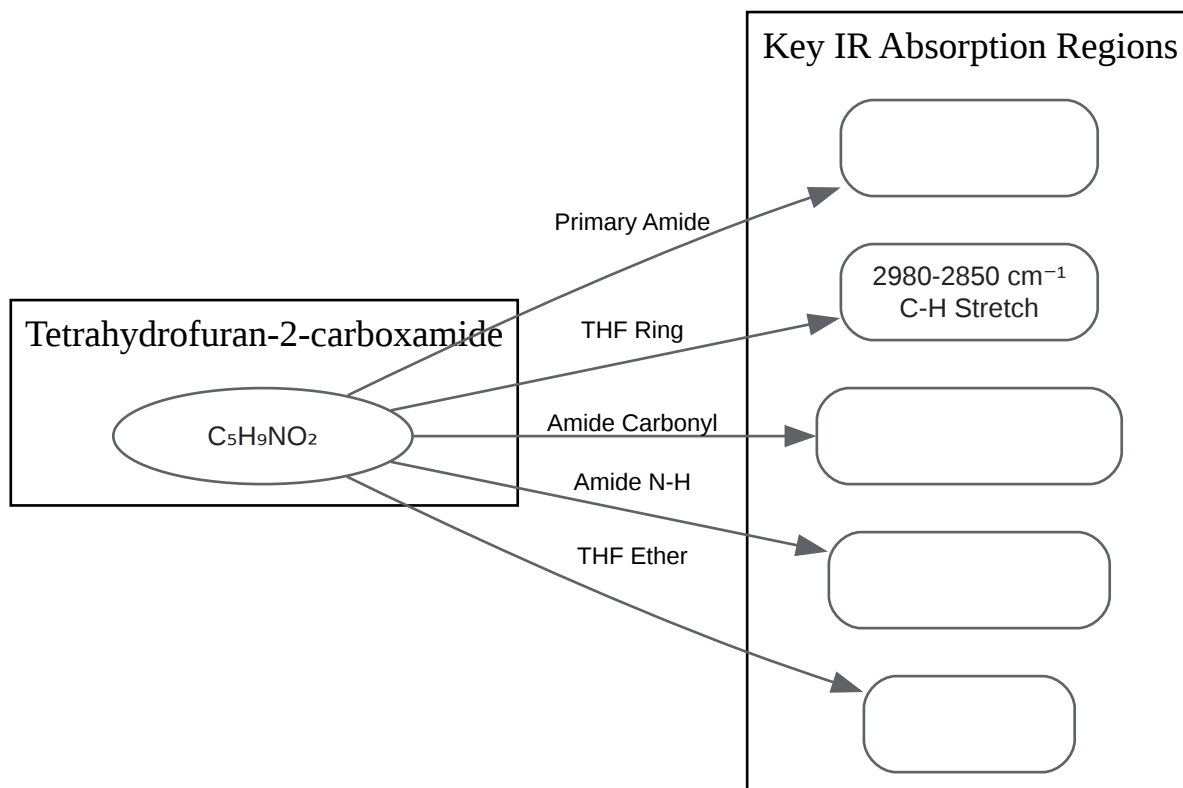 Key IR Absorption Regions
Primary Amide
2980-2850 cm⁻¹
C-H Stretch
THF Ring
Tetrahydrofuran-2-carboxamide
C₅H₉NO₂
Amide Carbonyl
Amide N-H
THF Ether